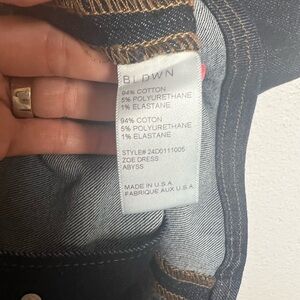 BLDWN
94% COTTON
5% POLYURETHANE
1% ELASTANE
94% COTON
5% POLYURETHANE
1% ELASTANE
STYLE# 24D0111005
ZOE DRESS
ABYSS
MADE IN U.S.A
FABRIQUE AUX U.S.A